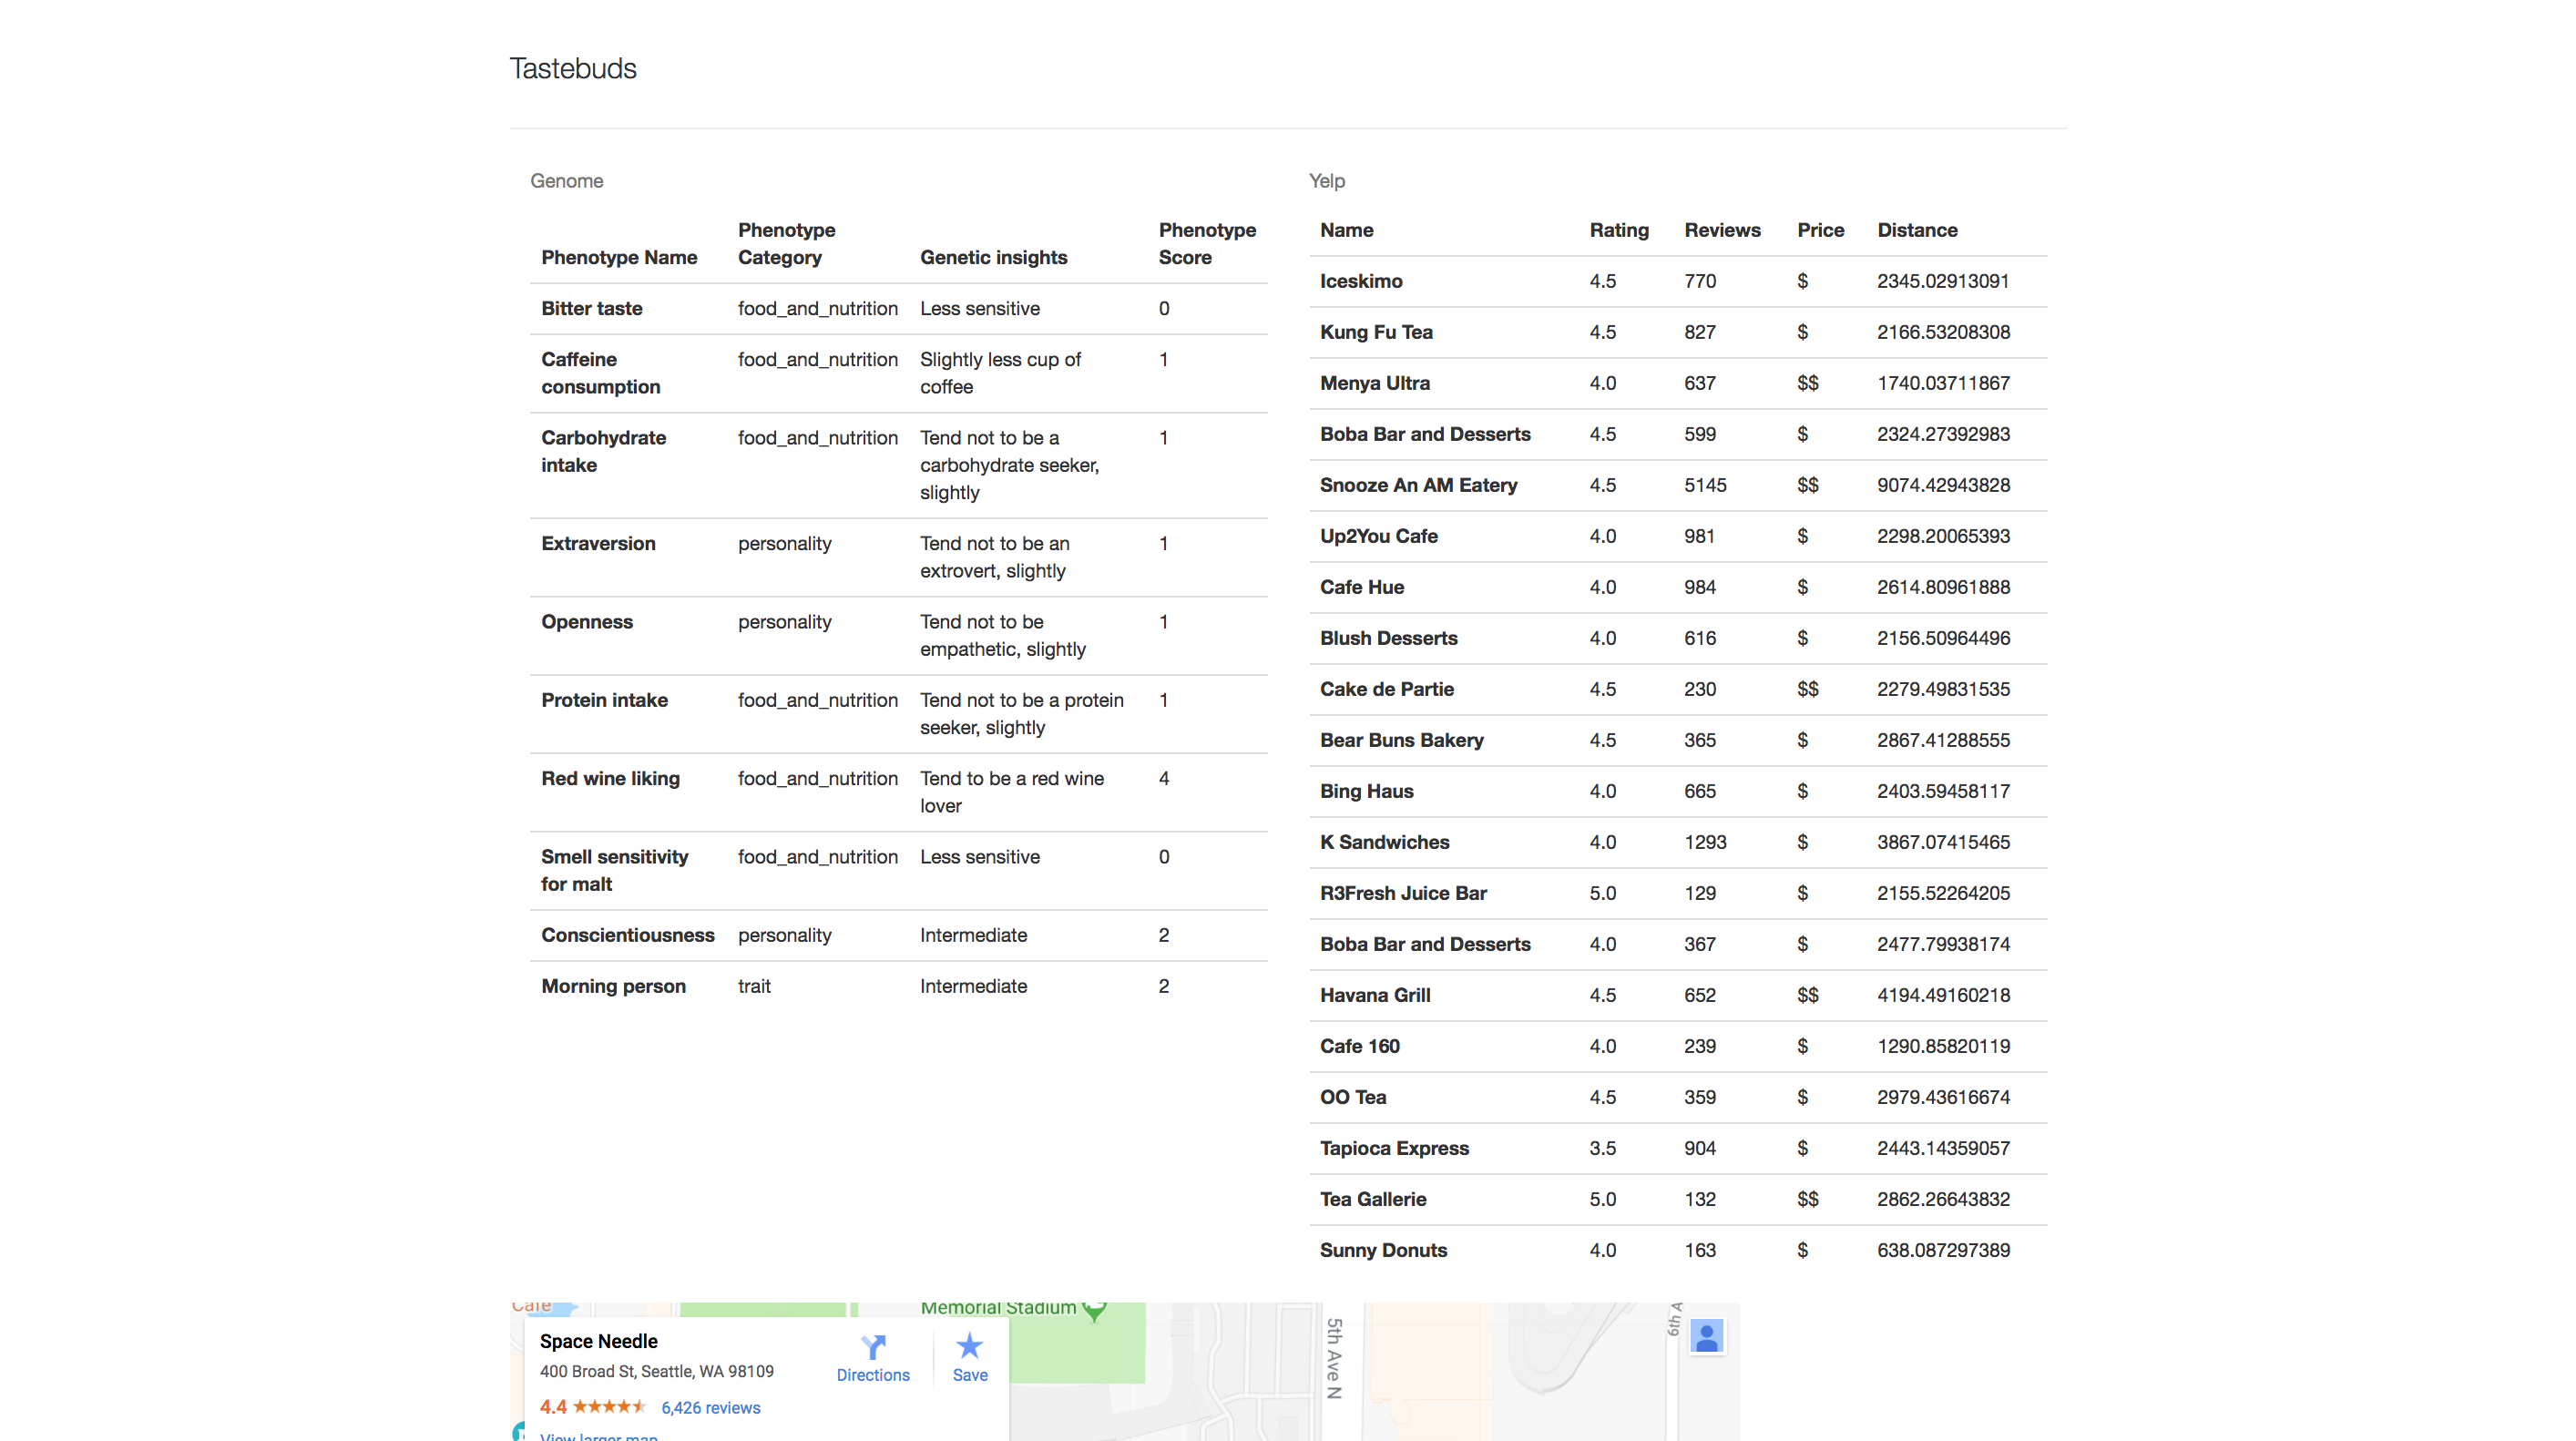 Tastebuds
Genome
Phenotype Name Phenotype Category Genetic insights Phenotype Score
Bitter taste food_and_nutrition Less sensitive 0
Caffeine consumption food_and_nutrition Slightly less cup of coffee 1
Carbohydrate intake food_and_nutrition Tend not to be a carbohydrate seeker, slightly 1
Extraversion personality Tend not to be an extrovert, slightly 1
Openness personality Tend not to be empathetic, slightly 1
Protein intake food_and_nutrition Tend not to be a protein seeker, slightly 1
Red wine liking food_and_nutrition Tend to be a red wine lover 4
Smell sensitivity for malt food_and_nutrition Less sensitive 0
Conscientiousness personality Intermediate 2
Morning person trait Intermediate 2
Yelp
Name Rating Reviews Price Distance
Iceskimo 4.5 770 $ 2345.02913091
Kung Fu Tea 4.5 827 $ 2166.53208308
Menya Ultra 4.0 637 $$ 1740.03711867
Boba Bar and Desserts 4.5 599 $ 2324.27392983
Snooze An AM Eatery 4.5 5145 $$ 9074.42943828
Up2You Cafe 4.0 981 $ 2298.20065393
Cafe Hue 4.0 984 $ 2614.80961888
Blush Desserts 4.0 616 $ 2156.50964496
Cake de Partie 4.5 230 $$ 2279.49831535
Bear Buns Bakery 4.5 365 $ 2867.41288555
Bing Haus 4.0 665 $ 2403.59458117
K Sandwiches 4.0 1293 $ 3867.07415465
R3Fresh Juice Bar 5.0 129 $ 2155.52264205
Boba Bar and Desserts 4.0 367 $ 2477.79938174
Havana Grill 4.5 652 $$ 4194.49160218
Cafe 160 4.0 239 $ 1290.85820119
OO Tea 4.5 359 $ 2979.43616674
Tapioca Express 3.5 904 $ 2443.14359057
Tea Gallerie 5.0 132 $$ 2862.26643832
Sunny Donuts 4.0 163 $ 638.087297389
Cafe
Memorial Stadium
Space Needle
400 Broad St, Seattle, WA 98109
4.4 6,426 reviews
View larger map
Directions
Save
5th Ave N
6th A